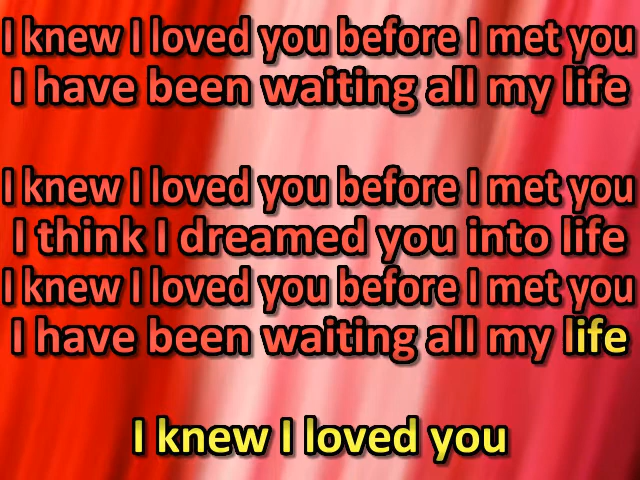 I knew I loved you before I met you
I have been waiting all my life
I knew I loved you before I met you
I think I dreamed you into life
I knew I loved you before I met you
I have been waiting all my life
I knew I loved you